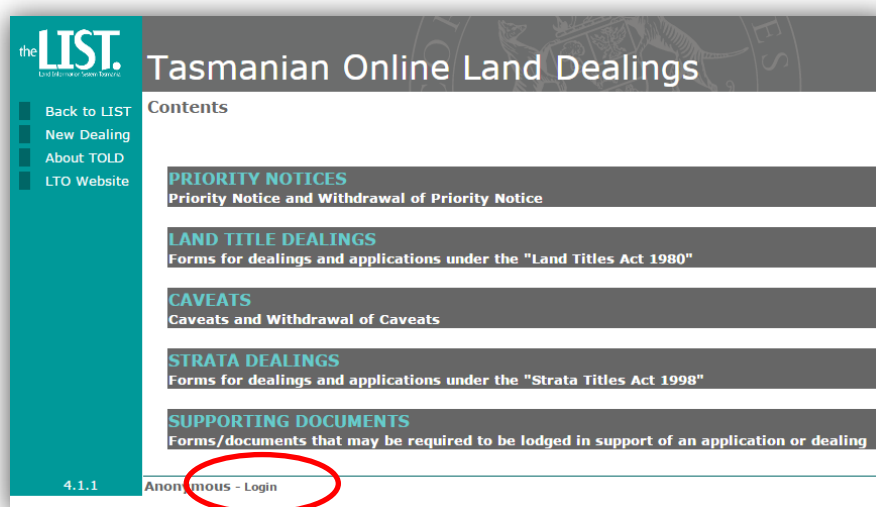 the LIST.
Land Information System Tasmania
Tasmanian Online Land Dealings
Back to LIST
New Dealing
About TOLD
LTO Website
Contents
PRIORITY NOTICES
Priority Notice and Withdrawal of Priority Notice
LAND TITLE DEALINGS
Forms for dealings and applications under the "Land Titles Act 1980"
CAVEATS
Caveats and Withdrawal of Caveats
STRATA DEALINGS
Forms for dealings and applications under the "Strata Titles Act 1998"
SUPPORTING DOCUMENTS
Forms/documents that may be required to be lodged in support of an application or dealing
4.1.1
Anonymous - Login